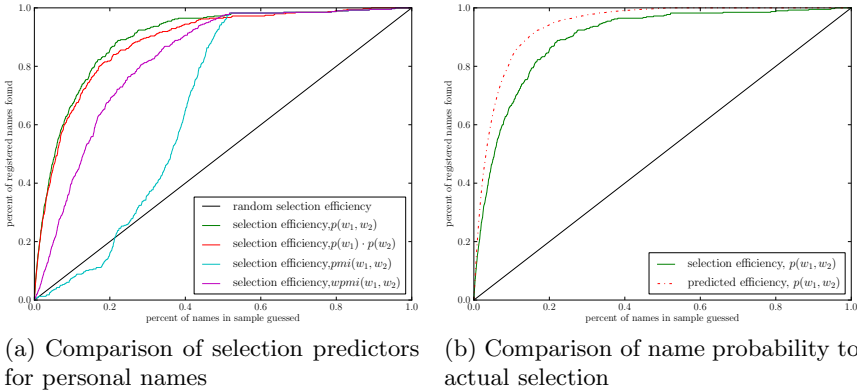 1.0
0.8
0.6
0.4
0.2
0.0
0.0 0.2 0.4 0.6 0.8 1.0
percent of registered names found
percent of names in sample guessed
random selection efficiency
selection efficiency,p(w₁, w₂)
selection efficiency,p(w₁) · p(w₂)
selection efficiency,pmi(w₁, w₂)
selection efficiency,wpmi(w₁, w₂)
(a) Comparison of selection predictors
for personal names
1.0
0.8
0.6
0.4
0.2
0.0
0.0 0.2 0.4 0.6 0.8 1.0
percent of registered names found
percent of names in sample guessed
selection efficiency, p(w₁, w₂)
predicted efficiency, p(w₁, w₂)
(b) Comparison of name probability to
actual selection